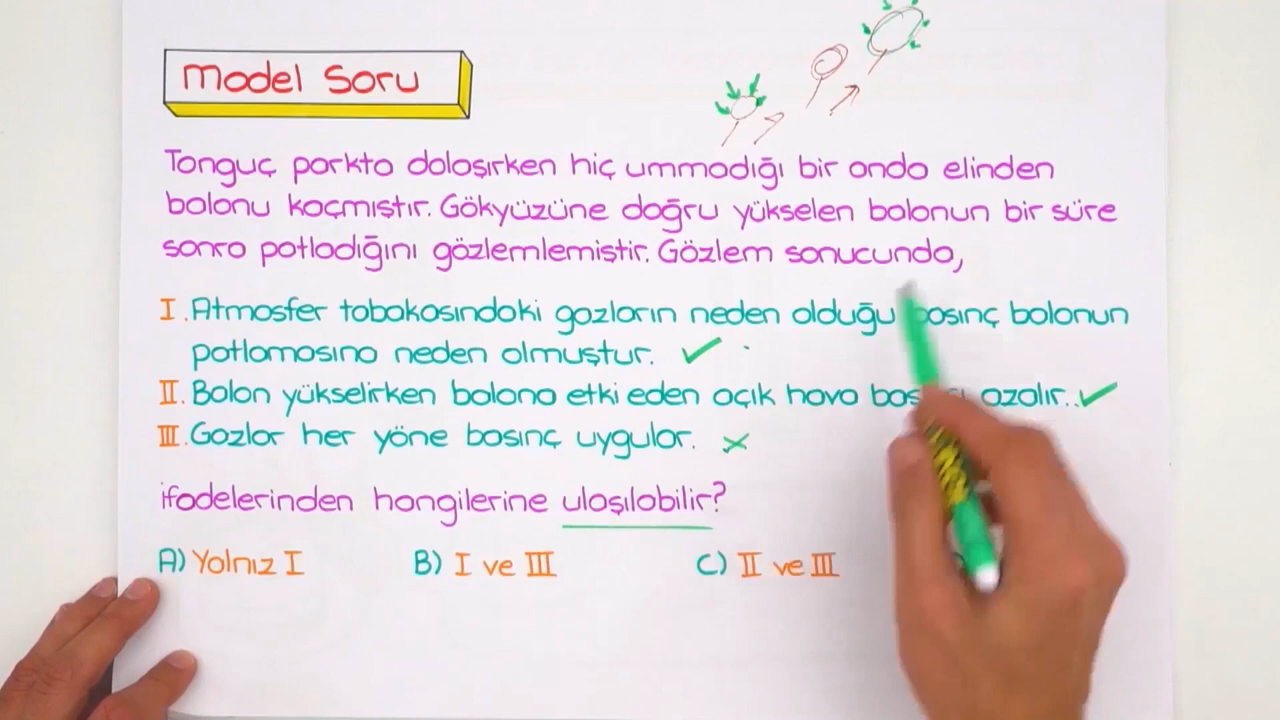 Model Soru
Tonguç parkta dolaşırken hiç ummadığı bir anda elinden
balonu kaçmıştır. Gökyüzüne doğru yükselen balonun bir süre
sonra patladığını gözlemlemiştir. Gözlem sonucunda,
I. Atmosfer tabakasındaki gazların neden olduğu basınç balonun
patlamasına neden olmuştur.
II. Balon yükselirken balona etki eden açık hava azalır..
III. Gazlar her yöne basınç uygular.
ifadelerinden hangilerine ulaşılabilir?
A) Yalnız I
B) I ve III
C) II ve III